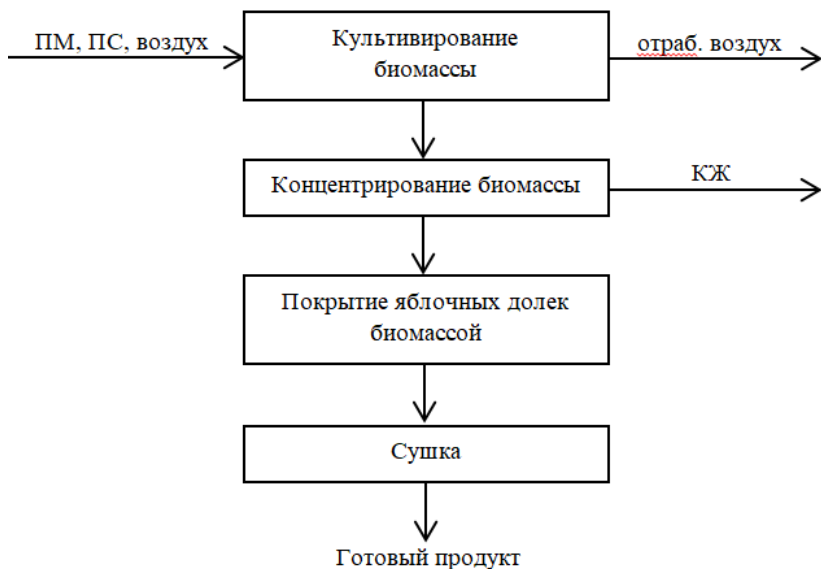 ПМ, ПС, воздух
Культивирование
биомассы
отраб. воздух
Концентрирование биомассы
КЖ
Покрытие яблочных долек
биомассой
Сушка
Готовый продукт